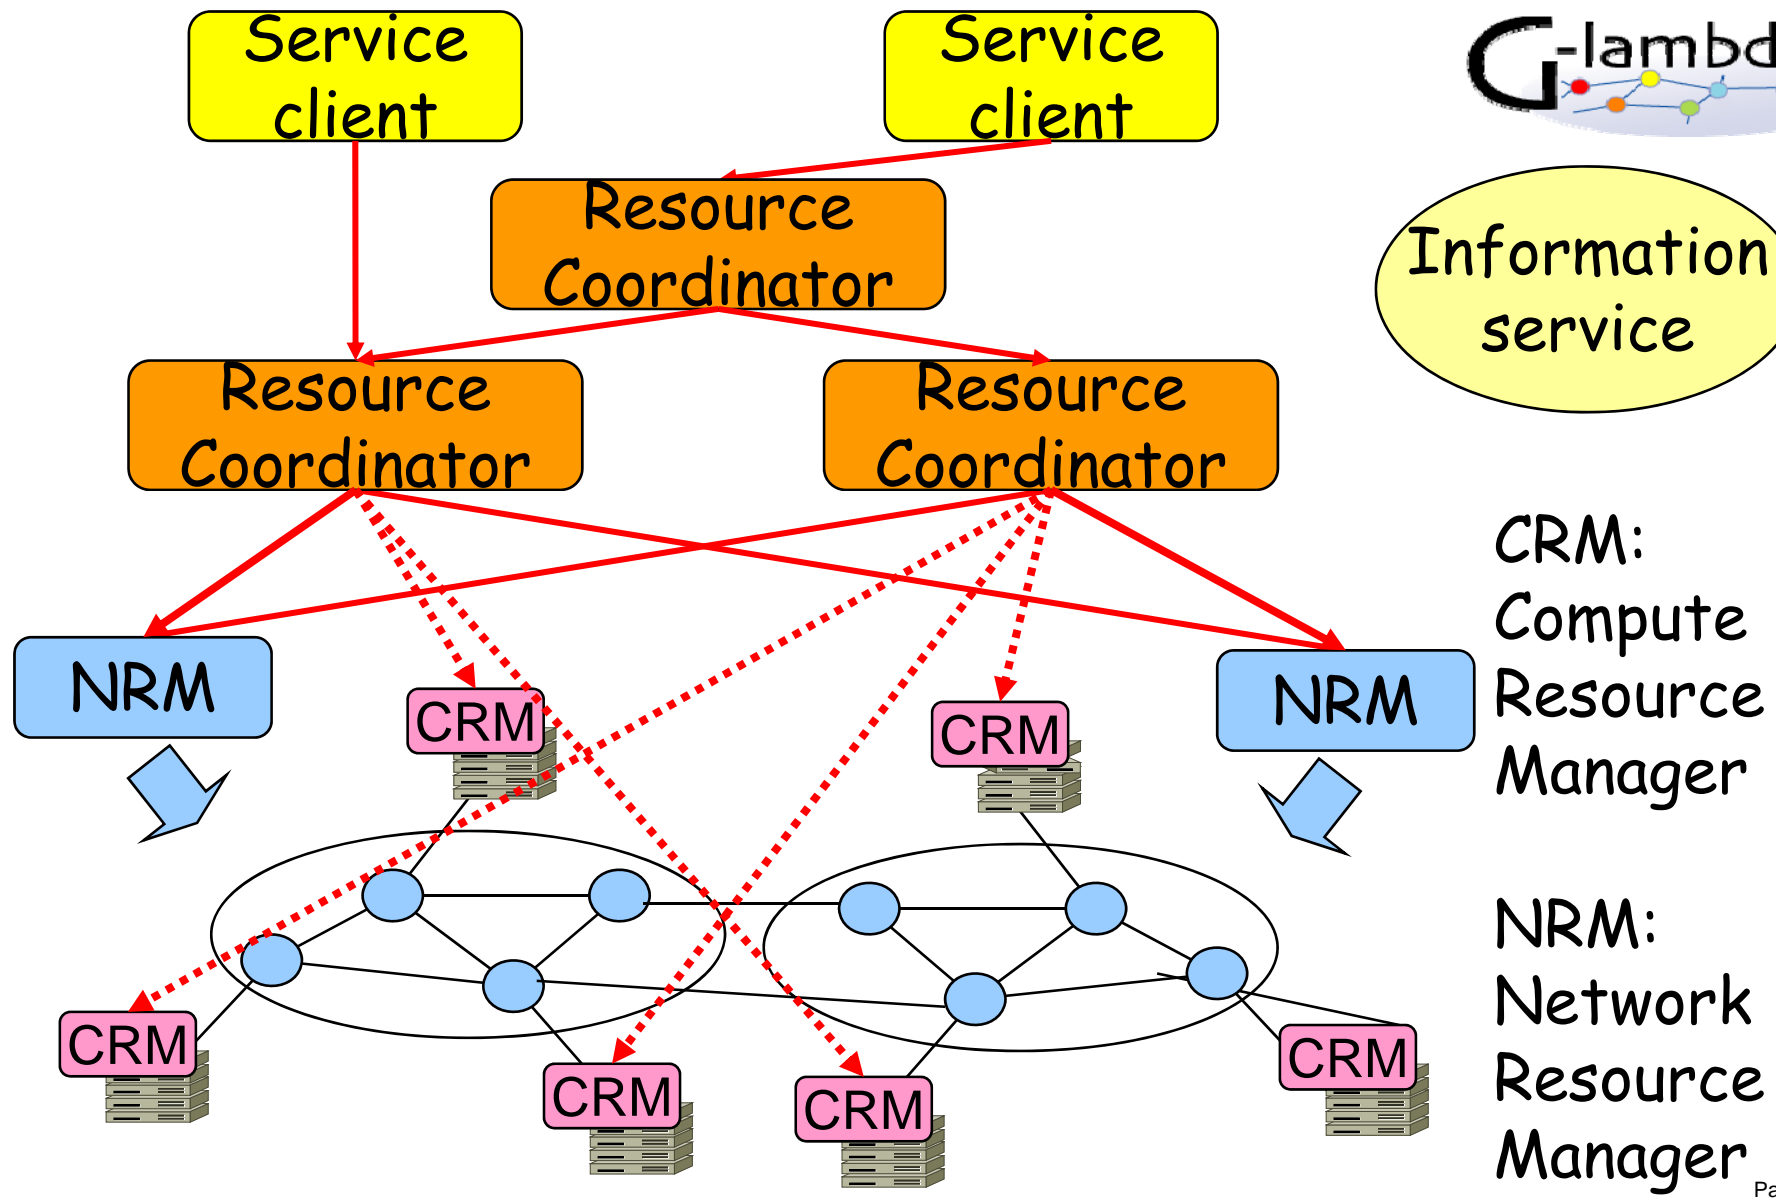 Service
client
Service
client
G-lambd
Resource
Coordinator
Information
service
Resource
Coordinator
Resource
Coordinator
CRM:
Compute
Resource
Manager
NRM
CRM
CRM
NRM
NRM:
Network
Resource
Manager
CRM
CRM
CRM
CRM
Pa